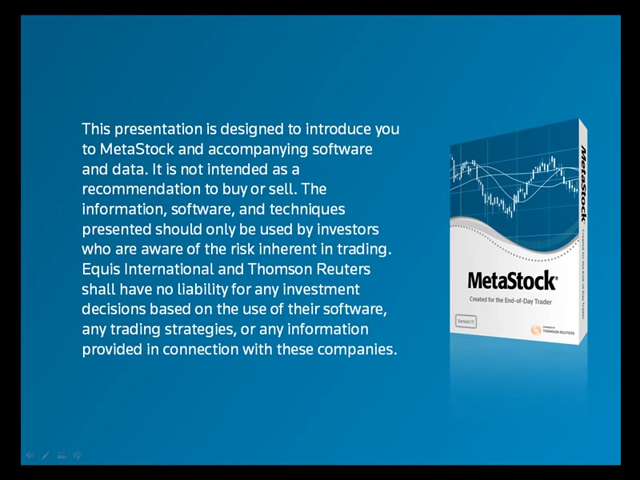 This presentation is designed to introduce you
to MetaStock and accompanying software
and data. It is not intended as a
recommendation to buy or sell. The
information, software, and techniques
presented should only be used by investors
who are aware of the risk inherent in trading.
Equis International and Thomson Reuters
shall have no liability for any investment
decisions based on the use of their software,
any trading strategies, or any information
provided in connection with these companies.
MetaStock®
Created for the End-of-Day Trader
Version 11
THOMSON REUTERS
MetaStock